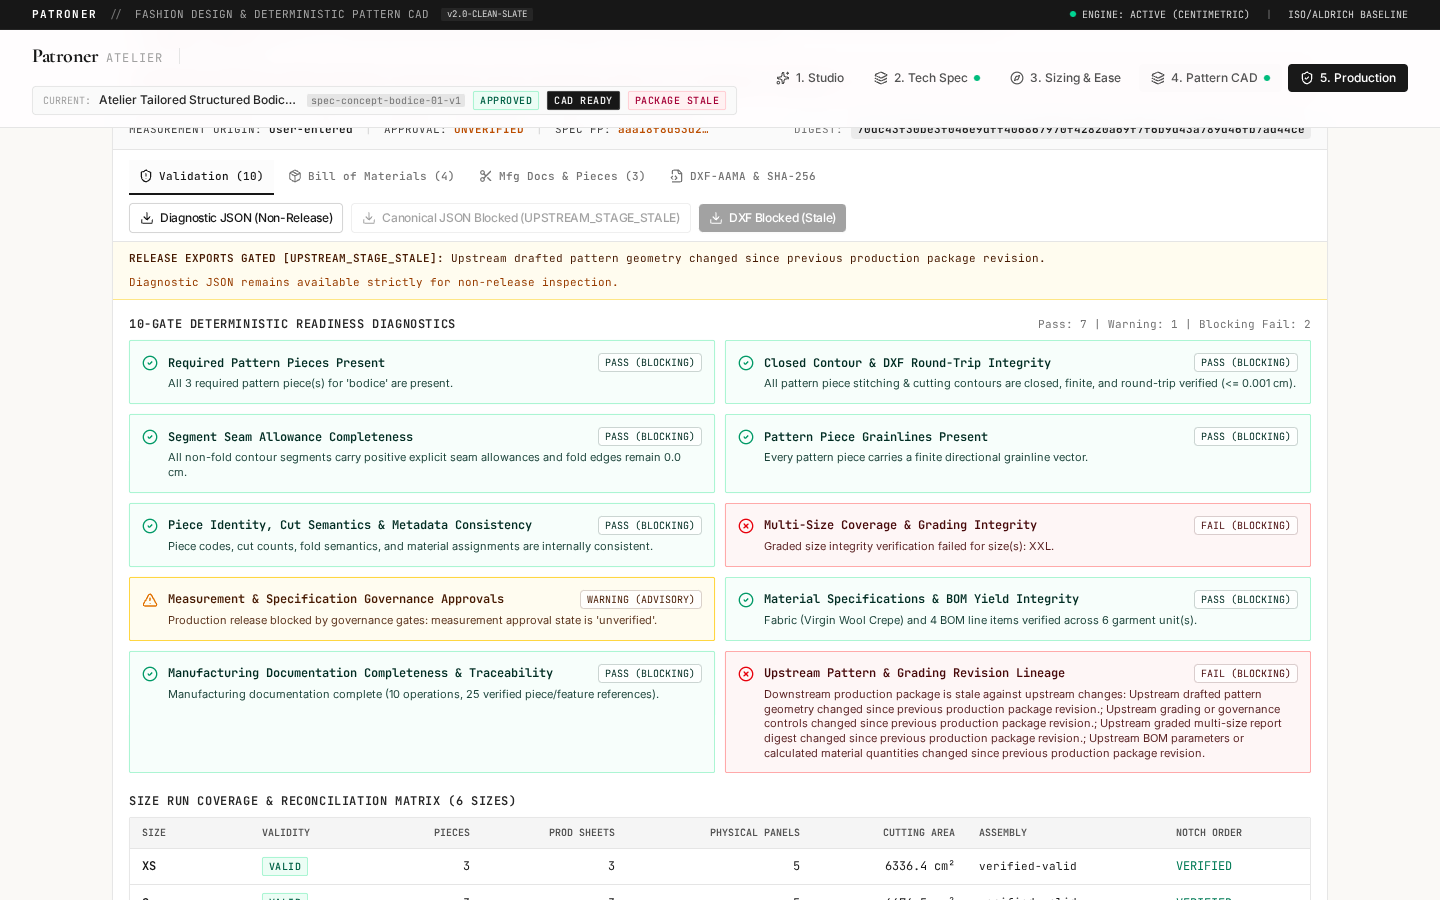 PATRONER // FASHION DESIGN & DETERMINISTIC PATTERN CAD v2.0-CLEAN-SLATE
ENGINE: ACTIVE (CENTIMETRIC) | ISO/ALDRICH BASELINE
Patroner ATELIER
1. Studio 2. Tech Spec 3. Sizing & Ease 4. Pattern CAD 5. Production
CURRENT: Atelier Tailored Structured Bodic... spec-concept-bodice-01-v1 APPROVED CAD READY PACKAGE STALE
MEASUREMENT ORIGIN: User-entered | APPROVAL: UNVERIFIED | SPEC FP: aaa18f8d53d2… DIGEST:
Validation (10) Bill of Materials (4) Mfg Docs & Pieces (3) DXF-AAMA & SHA-256
Diagnostic JSON (Non-Release) Canonical JSON Blocked (UPSTREAM_STAGE_STALE) DXF Blocked (Stale)
RELEASE EXPORTS GATED [UPSTREAM_STAGE_STALE]: Upstream drafted pattern geometry changed since previous production package revision.
Diagnostic JSON remains available strictly for non-release inspection.
10-GATE DETERMINISTIC READINESS DIAGNOSTICS
Pass: 7 | Warning: 1 | Blocking Fail: 2
Required Pattern Pieces Present PASS (BLOCKING)
All 3 required pattern piece(s) for 'bodice' are present.
Closed Contour & DXF Round-Trip Integrity PASS (BLOCKING)
All pattern piece stitching & cutting contours are closed, finite, and round-trip verified (<= 0.001 cm).
Segment Seam Allowance Completeness PASS (BLOCKING)
All non-fold contour segments carry positive explicit seam allowances and fold edges remain 0.0
cm.
Pattern Piece Grainlines Present PASS (BLOCKING)
Every pattern piece carries a finite directional grainline vector.
Piece Identity, Cut Semantics & Metadata Consistency PASS (BLOCKING)
Piece codes, cut counts, fold semantics, and material assignments are internally consistent.
Multi-Size Coverage & Grading Integrity FAIL (BLOCKING)
Graded size integrity verification failed for size(s): XXL.
Measurement & Specification Governance Approvals WARNING (ADVISORY)
Production release blocked by governance gates: measurement approval state is 'unverified'.
Material Specifications & BOM Yield Integrity PASS (BLOCKING)
Fabric (Virgin Wool Crepe) and 4 BOM line items verified across 6 garment unit(s).
Manufacturing Documentation Completeness & Traceability PASS (BLOCKING)
Manufacturing documentation complete (10 operations, 25 verified piece/feature references).
Upstream Pattern & Grading Revision Lineage FAIL (BLOCKING)
Downstream production package is stale against upstream changes: Upstream drafted pattern
geometry changed since previous production package revision.; Upstream grading or governance
controls changed since previous production package revision.; Upstream graded multi-size report
digest changed since previous production package revision.; Upstream BOM parameters or
calculated material quantities changed since previous production package revision.
SIZE RUN COVERAGE & RECONCILIATION MATRIX (6 SIZES)
SIZE VALIDITY PIECES PROD SHEETS PHYSICAL PANELS CUTTING AREA ASSEMBLY NOTCH ORDER
XS VALID 3 3 5 6336.4 cm² verified-valid VERIFIED